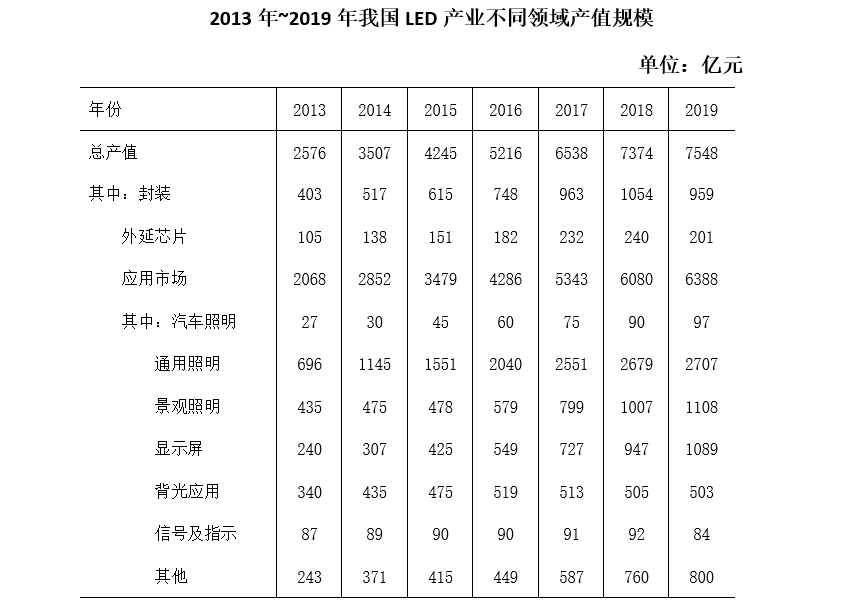 2013 年~2019 年我国 LED 产业不同领域产值规模
单位：亿元
年份 2013 2014 2015 2016 2017 2018 2019
总产值 2576 3507 4245 5216 6538 7374 7548
其中：封装 403 517 615 748 963 1054 959
外延芯片 105 138 151 182 232 240 201
应用市场 2068 2852 3479 4286 5343 6080 6388
其中：汽车照明 27 30 45 60 75 90 97
通用照明 696 1145 1551 2040 2551 2679 2707
景观照明 435 475 478 579 799 1007 1108
显示屏 240 307 425 549 727 947 1089
背光应用 340 435 475 519 513 505 503
信号及指示 87 89 90 90 91 92 84
其他 243 371 415 449 587 760 800